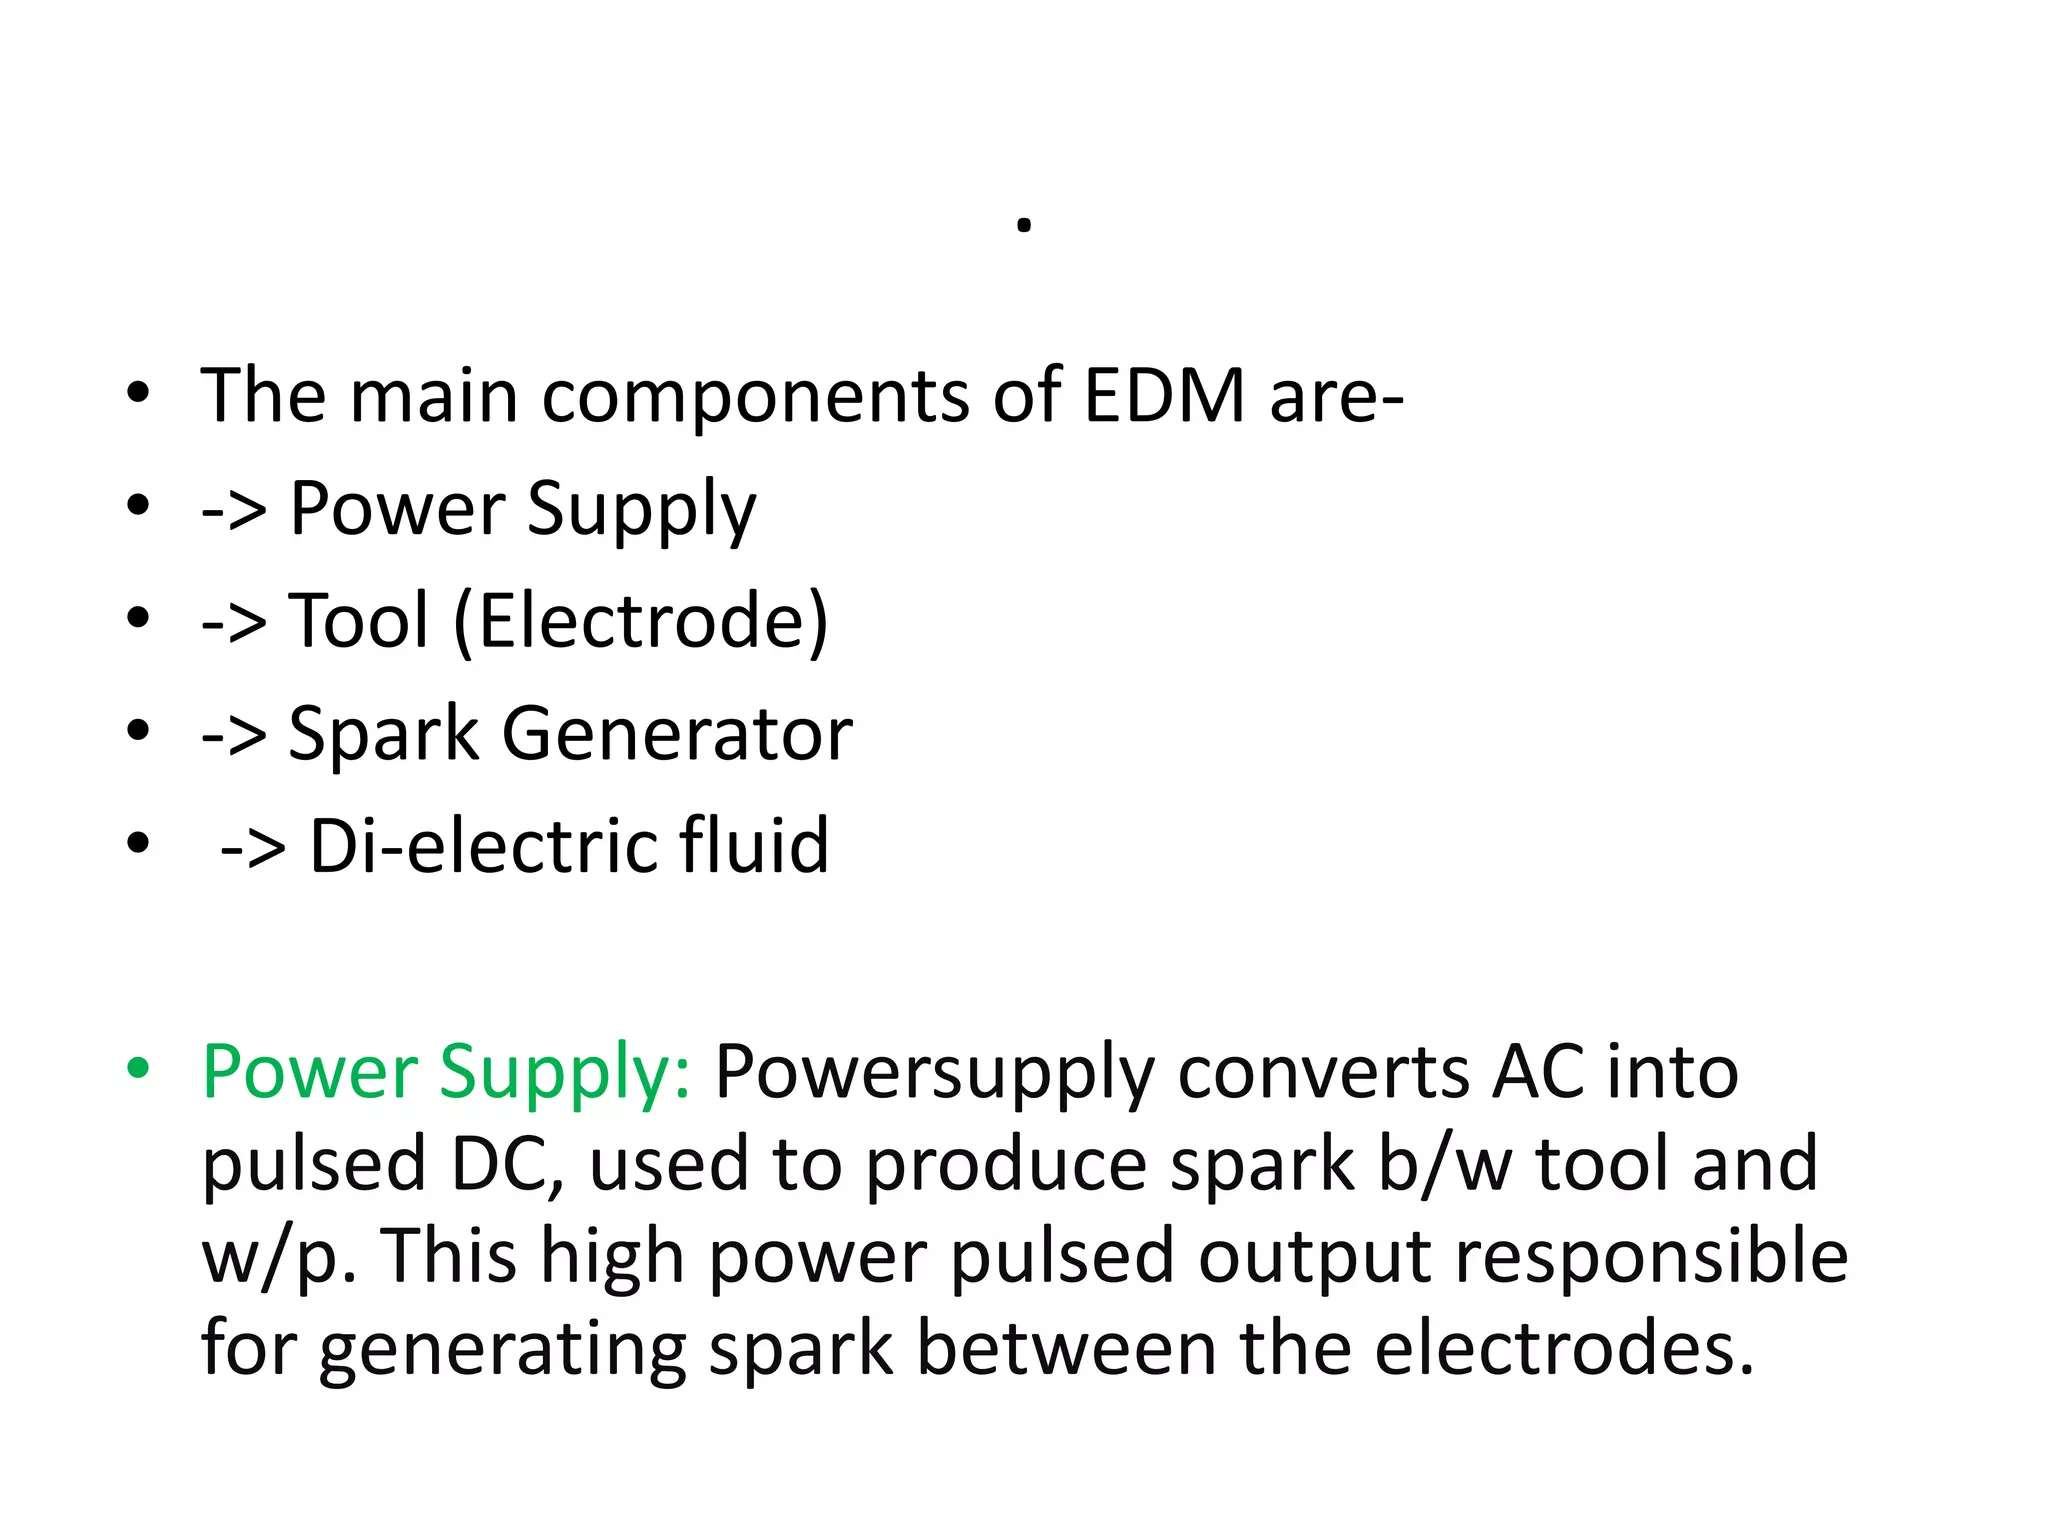 .
• The main components of EDM are-
• -> Power Supply
• -> Tool (Electrode)
• -> Spark Generator
• -> Di-electric fluid
• Power Supply: Powersupply converts AC into
pulsed DC, used to produce spark b/w tool and
w/p. This high power pulsed output responsible
for generating spark between the electrodes.